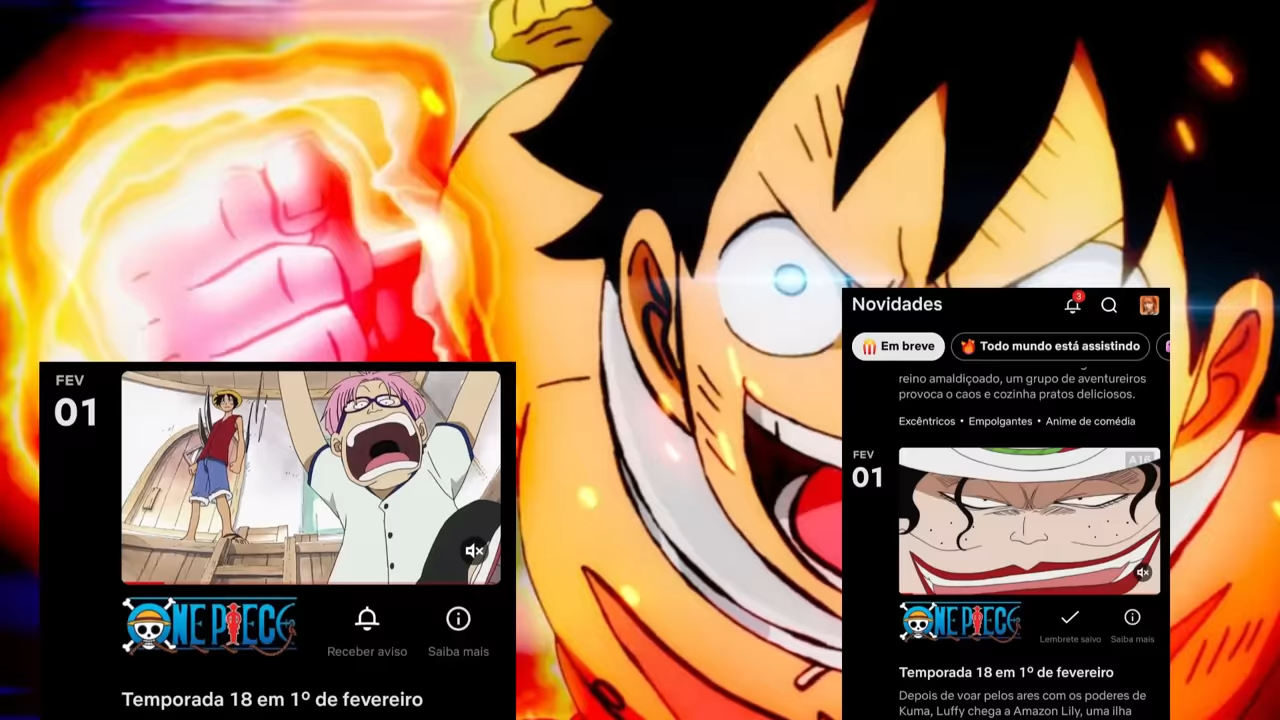 FEV
01
ONE PIECE
Receber aviso
Saiba mais
Temporada 18 em 1º de fevereiro
Novidades
3
Em breve
Todo mundo está assistindo
reino amaldiçoado, um grupo de aventureiros
provoca o caos e cozinha pratos deliciosos.
Excêntricos • Empolgantes • Anime de comédia
FEV
01
A16
ONE PIECE
Lembrete salvo
Saiba mais
Temporada 18 em 1º de fevereiro
Depois de voar pelos ares com os poderes de
Kuma, Luffy chega a Amazon Lily, uma ilha